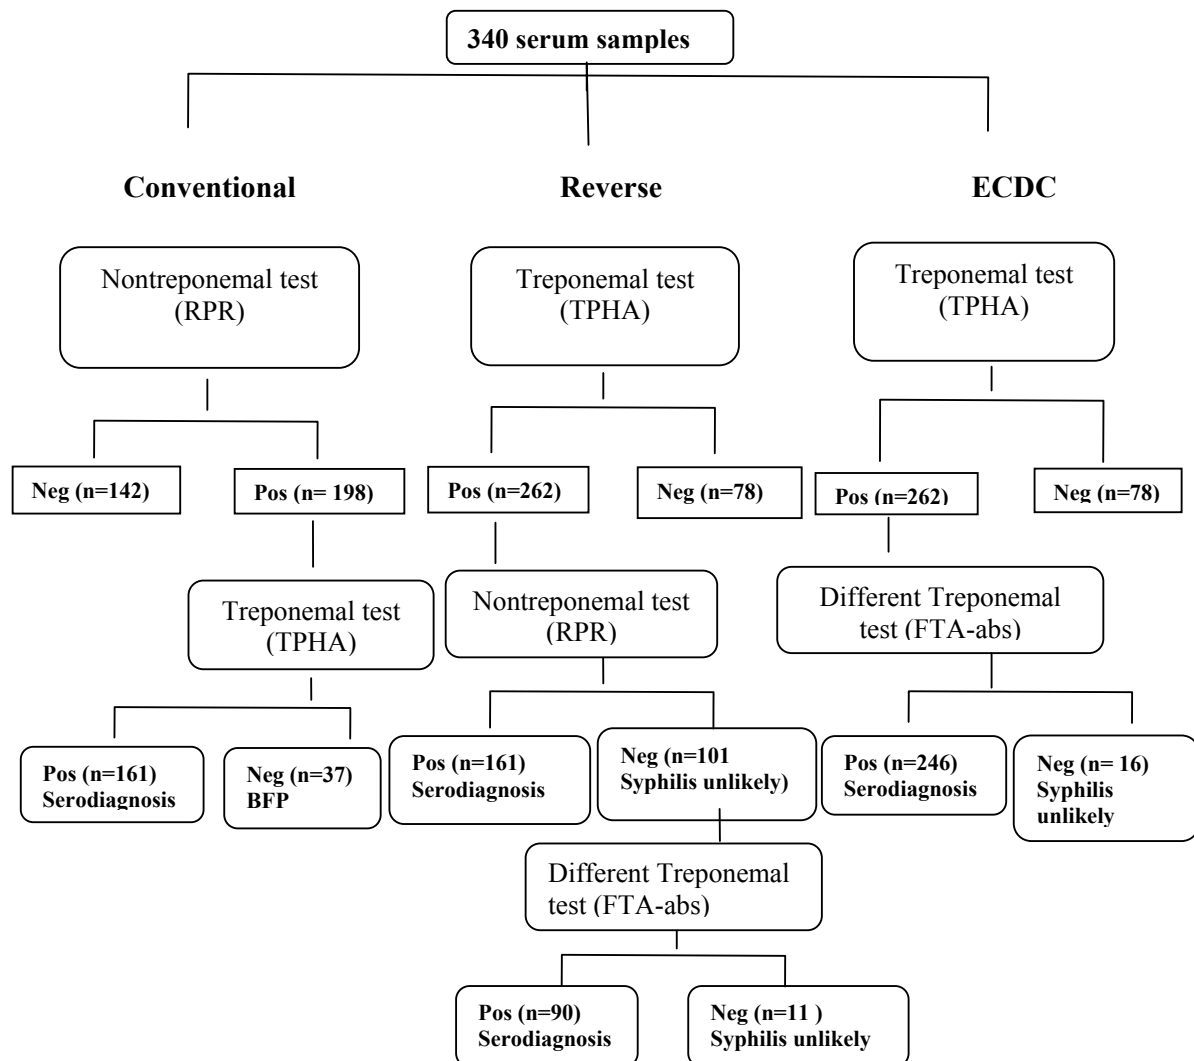 340 serum samples
Conventional
Reverse
ECDC
Nontreponemal test
(RPR)
Treponemal test
(TPHA)
Treponemal test
(TPHA)
Neg (n=142)
Pos (n= 198)
Pos (n=262)
Neg (n=78)
Pos (n=262)
Neg (n=78)
Treponemal test
(TPHA)
Nontreponemal test
(RPR)
Different Treponemal
test (FTA-abs)
Pos (n=161)
Serodiagnosis
Neg (n=37)
BFP
Pos (n=161)
Serodiagnosis
Neg (n=101
Syphilis unlikely)
Pos (n=246)
Serodiagnosis
Neg (n= 16)
Syphilis
unlikely
Different Treponemal
test (FTA-abs)
Pos (n=90)
Serodiagnosis
Neg (n=11 )
Syphilis unlikely